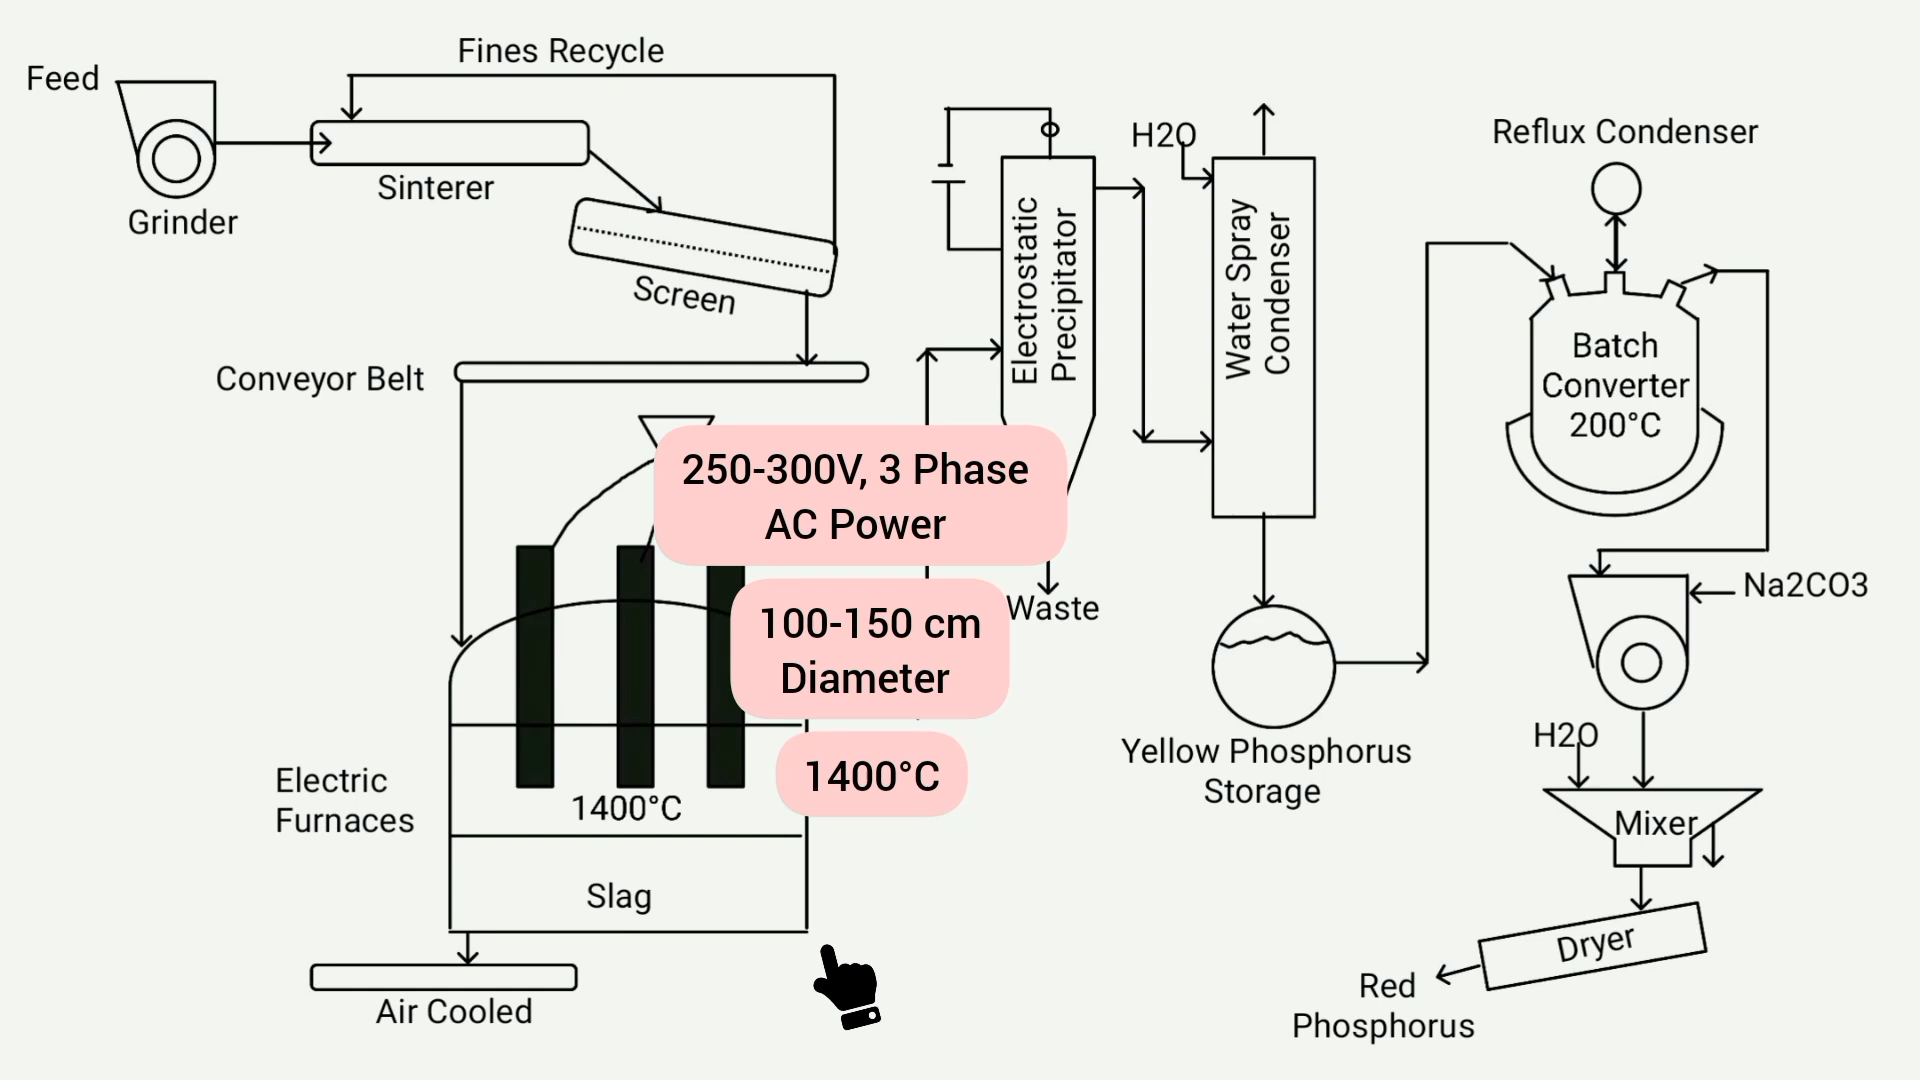 Fines Recycle
Feed
Sinterer
Grinder
Screen
Conveyor Belt
250-300V, 3 Phase
AC Power
100-150 cm
Diameter
1400°C
1400°C
Electric
Furnaces
Slag
Air Cooled
Electrostatic
Precipitator
Waste
H2O
Water Spray
Condenser
Yellow Phosphorus
Storage
Reflux Condenser
Batch
Converter
200°C
Na2CO3
H2O
Mixer
Dryer
Red
Phosphorus